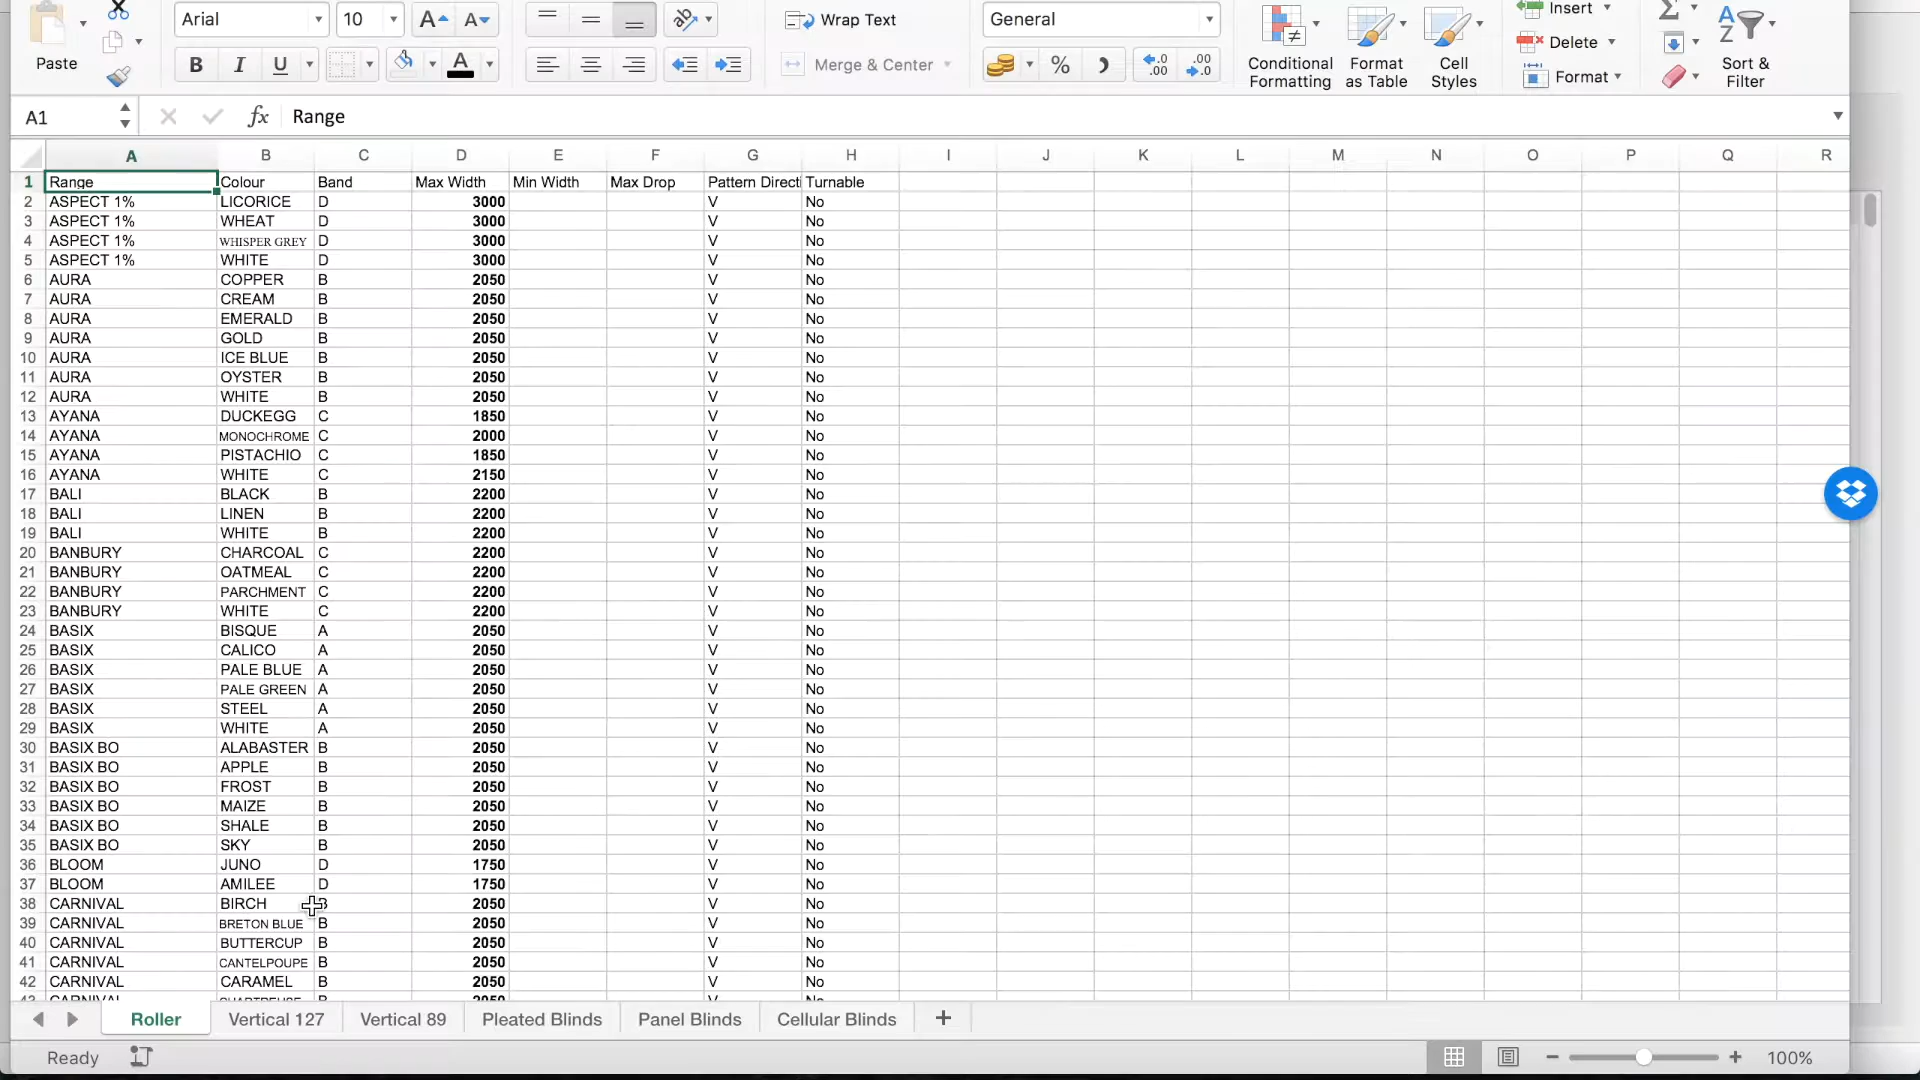 Arial 10 A A Wrap Text General Insert
Delete
Paste B I U A Merge & Center % Conditional Formatting Format as Table Cell Styles Format Sort & Filter
A1 fx Range
A B C D E F G H I J K L M N O P Q R
1 Range Colour Band Max Width Min Width Max Drop Pattern Directi Turnable
2 ASPECT 1% LICORICE D 3000 V No
3 ASPECT 1% WHEAT D 3000 V No
4 ASPECT 1% WHISPER GREY D 3000 V No
5 ASPECT 1% WHITE D 3000 V No
6 AURA COPPER B 2050 V No
7 AURA CREAM B 2050 V No
8 AURA EMERALD B 2050 V No
9 AURA GOLD B 2050 V No
10 AURA ICE BLUE B 2050 V No
11 AURA OYSTER B 2050 V No
12 AURA WHITE B 2050 V No
13 AYANA DUCKEGG C 1850 V No
14 AYANA MONOCHROME C 2000 V No
15 AYANA PISTACHIO C 1850 V No
16 AYANA WHITE C 2150 V No
17 BALI BLACK B 2200 V No
18 BALI LINEN B 2200 V No
19 BALI WHITE B 2200 V No
20 BANBURY CHARCOAL C 2200 V No
21 BANBURY OATMEAL C 2200 V No
22 BANBURY PARCHMENT C 2200 V No
23 BANBURY WHITE C 2200 V No
24 BASIX BISQUE A 2050 V No
25 BASIX CALICO A 2050 V No
26 BASIX PALE BLUE A 2050 V No
27 BASIX PALE GREEN A 2050 V No
28 BASIX STEEL A 2050 V No
29 BASIX WHITE A 2050 V No
30 BASIX BO ALABASTER B 2050 V No
31 BASIX BO APPLE B 2050 V No
32 BASIX BO FROST B 2050 V No
33 BASIX BO MAIZE B 2050 V No
34 BASIX BO SHALE B 2050 V No
35 BASIX BO SKY B 2050 V No
36 BLOOM JUNO D 1750 V No
37 BLOOM AMILEE D 1750 V No
38 CARNIVAL BIRCH B 2050 V No
39 CARNIVAL BRETON BLUE B 2050 V No
40 CARNIVAL BUTTERCUP B 2050 V No
41 CARNIVAL CANTELPOUPE B 2050 V No
42 CARNIVAL CARAMEL B 2050 V No
43 CARNIVAL CHARTREUSE B 2050 V No
Roller Vertical 127 Vertical 89 Pleated Blinds Panel Blinds Cellular Blinds +
Ready 100%